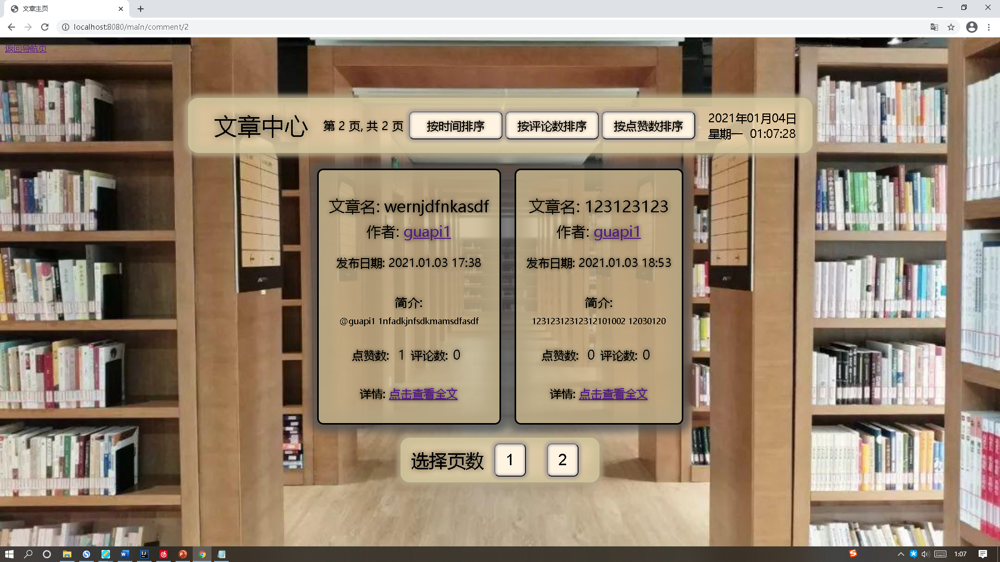 文章主页
localhost:8080/main/comment/2
返回导航页
文章中心
第 2 页, 共 2 页
按时间排序
按评论数排序
按点赞数排序
2021年01月04日
星期一 01:07:28
文章名: wernjdfnkasdf
作者: guapi1
发布日期: 2021.01.03 17:38
简介:
@guapi1 1nfadkjnfsdkmamsdfasdf
点赞数: 1 评论数: 0
详情: 点击查看全文
文章名: 123123123
作者: guapi1
发布日期: 2021.01.03 18:53
简介:
12312312312312101002 12030120
点赞数: 0 评论数: 0
详情: 点击查看全文
选择页数 1 2
1:07